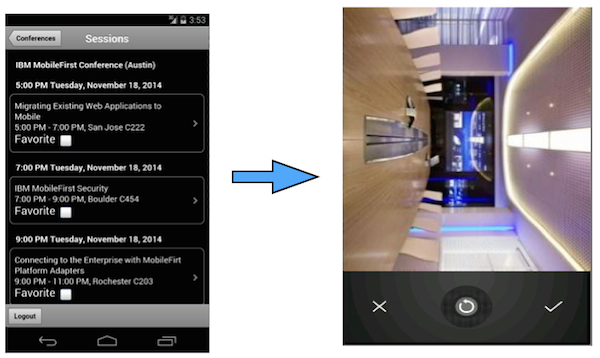 3:53
Conferences
Sessions
IBM MobileFirst Conference (Austin)
5:00 PM Tuesday, November 18, 2014
Migrating Existing Web Applications to
Mobile
5:00 PM - 7:00 PM, San Jose C222
Favorite
7:00 PM Tuesday, November 18, 2014
IBM MobileFirst Security
7:00 PM - 9:00 PM, Boulder C454
Favorite
9:00 PM Tuesday, November 18, 2014
Connecting to the Enterprise with MobileFirt
Platform Adapters
9:00 PM - 11:00 PM, Rochester C203
Favorite
Logout